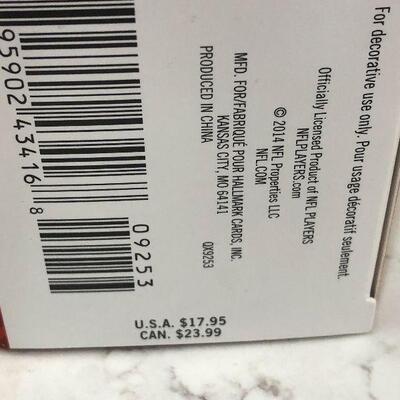 For decorative use only. Pour usage décoratif seulement.
Officially Licensed Product of NFL PLAYERS
NFLPLAYERS.com
© 2014 NFL Properties LLC
NFL.COM
MFD. FOR/FABRIQUÉ POUR HALLMARK CARDS, INC.
KANSAS CITY, MO 64141
PRODUCED IN CHINA
QX9253
95902 43416 8
09253
U.S.A. $17.95
CAN. $23.99